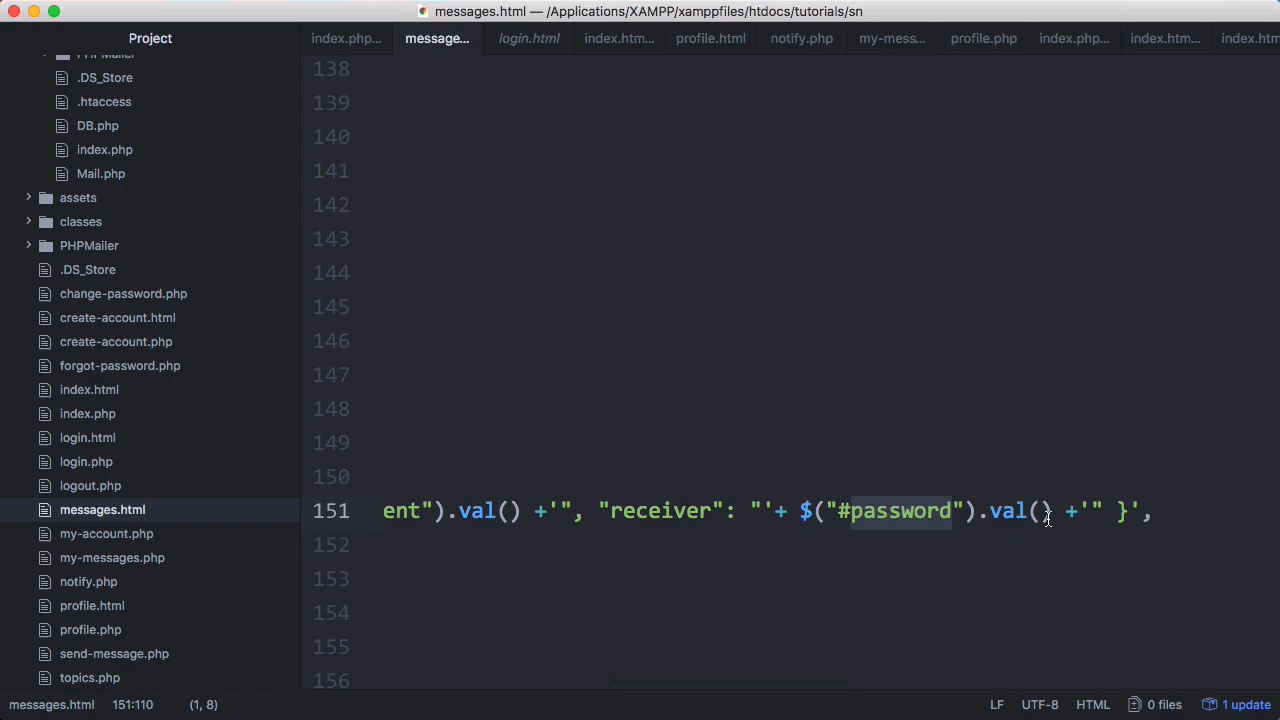 messages.html — /Applications/XAMPP/xamppfiles/htdocs/tutorials/sn
Project
index.php...
message...
login.html
index.htm...
profile.html
notify.php
my-mess...
profile.php
index.php...
index.htm...
index.htm
PHPMailer
.DS_Store
.htaccess
DB.php
index.php
Mail.php
assets
classes
PHPMailer
.DS_Store
change-password.php
create-account.html
create-account.php
forgot-password.php
index.html
index.php
login.html
login.php
logout.php
messages.html
my-account.php
my-messages.php
notify.php
profile.html
profile.php
send-message.php
topics.php
138
139
140
141
142
143
144
145
146
147
148
149
150
151 ent").val() +'", "receiver": "'+ $("#password").val() +'" }',
152
153
154
155
156
messages.html 151:110 (1, 8)
LF UTF-8 HTML 0 files 1 update